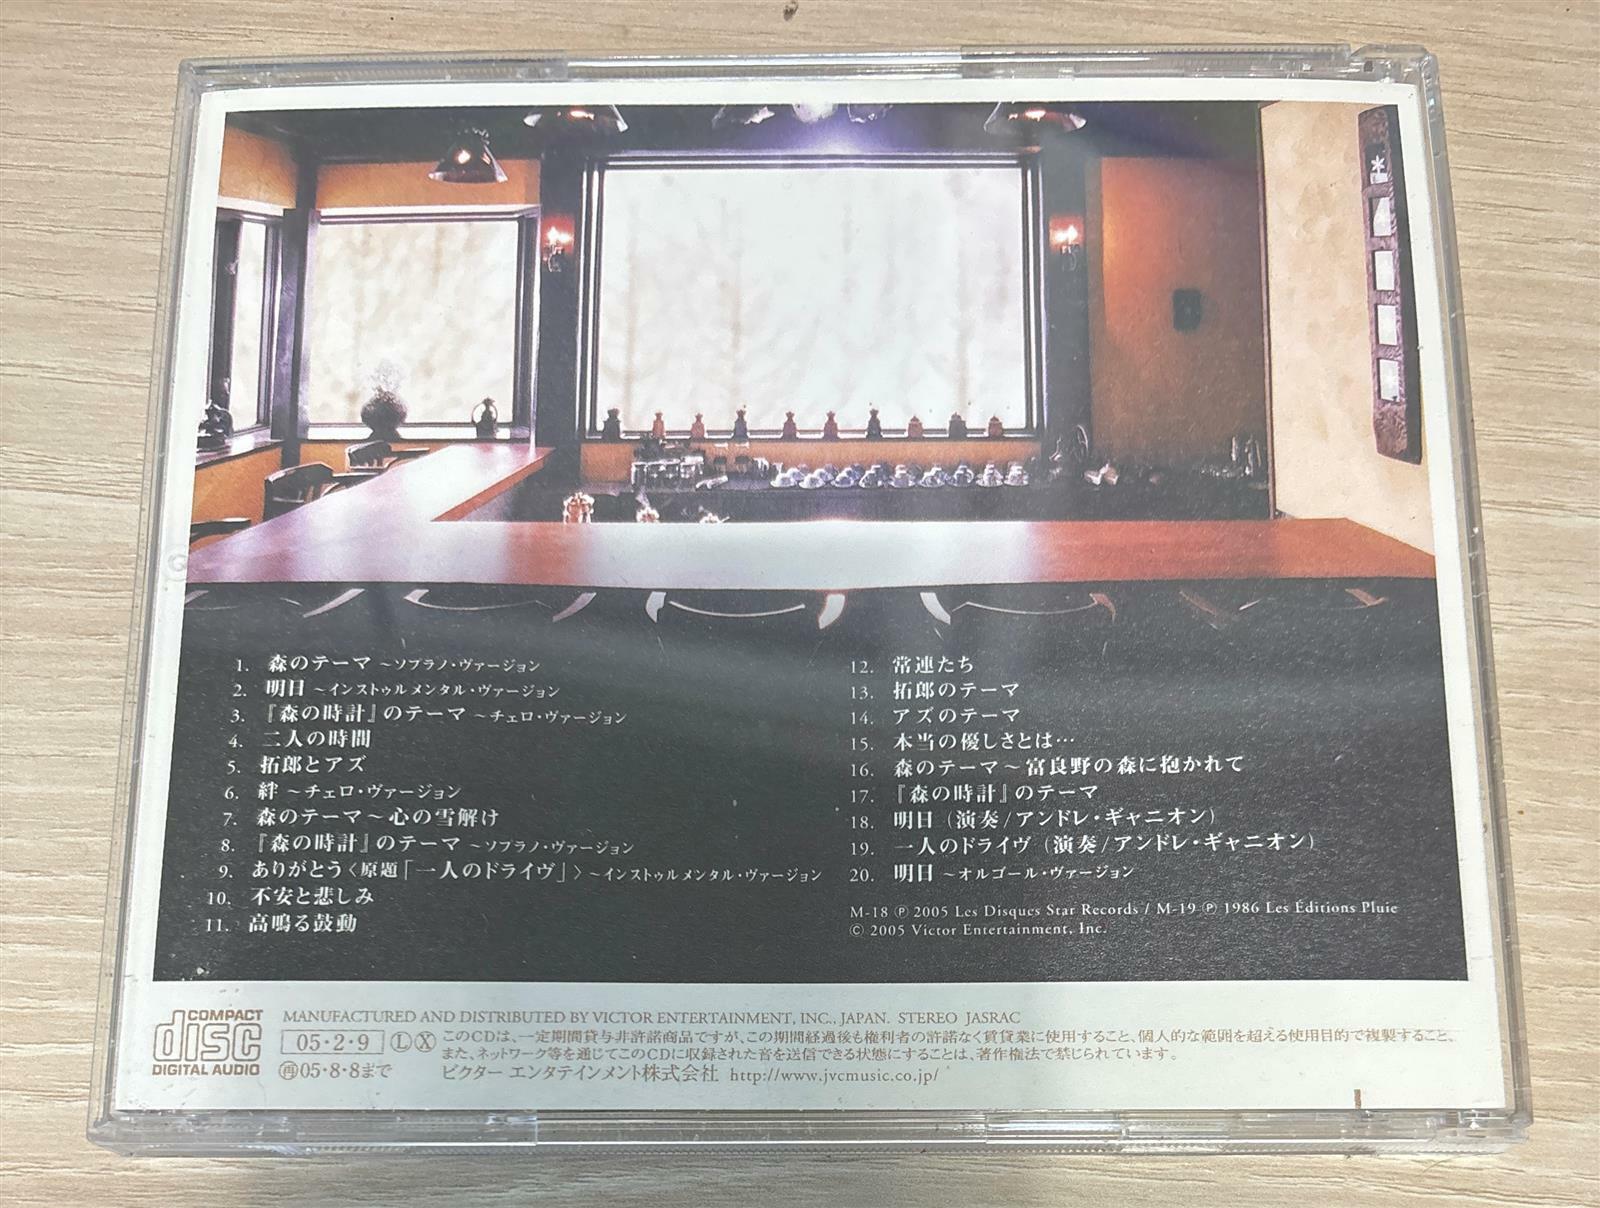 1. 森のテーマ ～ソプラノ・ヴァージョン
2. 明日 ～インストゥルメンタル・ヴァージョン
3. 『森の時計』のテーマ ～チェロ・ヴァージョン
4. 二人の時間
5. 拓郎とアズ
6. 絆 ～チェロ・ヴァージョン
7. 森のテーマ～心の雪解け
8. 『森の時計』のテーマ ～ソプラノ・ヴァージョン
9. ありがとう〈原題「一人のドライヴ」〉～インストゥルメンタル・ヴァージョン
10. 不安と悲しみ
11. 高鳴る鼓動
12. 常連たち
13. 拓郎のテーマ
14. アズのテーマ
15. 本当の優しさとは…
16. 森のテーマ～富良野の森に抱かれて
17. 『森の時計』のテーマ
18. 明日（演奏/アンドレ・ギャニオン）
19. 一人のドライヴ（演奏/アンドレ・ギャニオン）
20. 明日 ～オルゴール・ヴァージョン
M-18 ℗ 2005 Les Disques Star Records / M-19 ℗ 1986 Les Éditions Pluie
© 2005 Victor Entertainment, Inc.
COMPACT disc DIGITAL AUDIO
MANUFACTURED AND DISTRIBUTED BY VICTOR ENTERTAINMENT, INC., JAPAN. STEREO JASRAC
05・2・9 Ⓛ Ⓧ このCDは、一定期間貸与非許諾商品ですが、この期間経過後も権利者の許諾なく賃貸業に使用すること、個人的な範囲を超える使用目的で複製すること、
また、ネットワーク等を通じてこのCDに収録された音を送信できる状態にすることは、著作権法で禁じられています。
㊢05・8・8まで ビクター エンタテインメント株式会社 http://www.jvcmusic.co.jp/